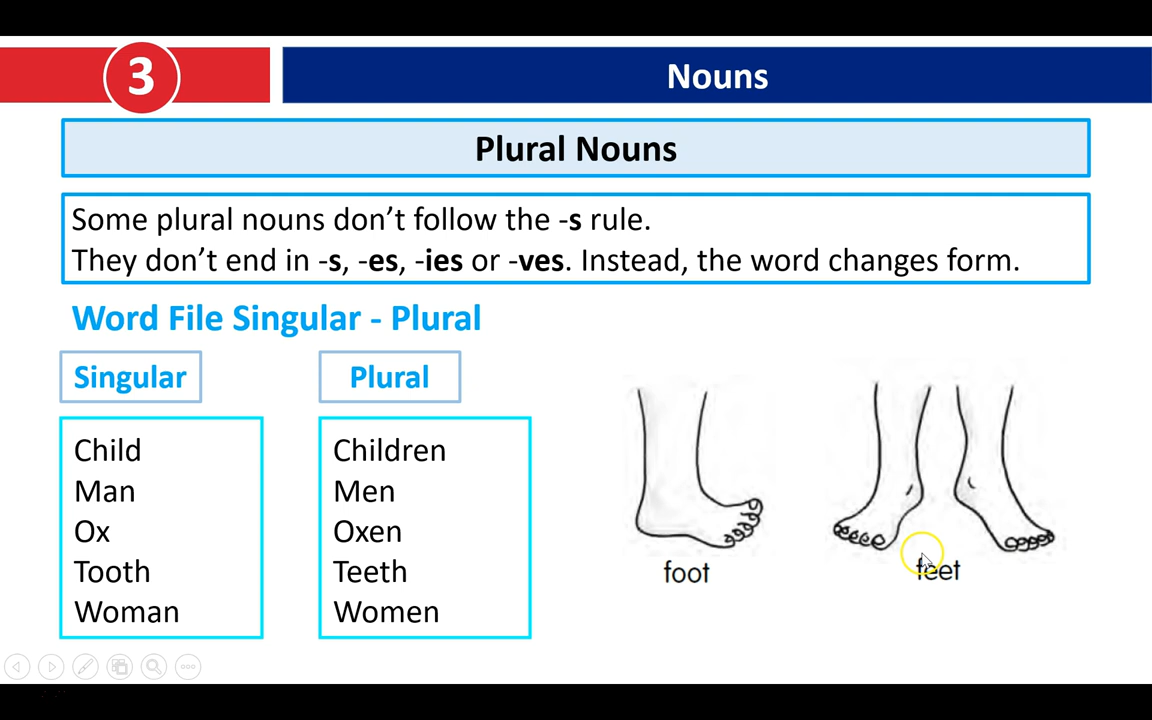 3
Nouns
Plural Nouns
Some plural nouns don’t follow the -s rule.
They don’t end in -s, -es, -ies or -ves. Instead, the word changes form.
Word File Singular - Plural
Singular
Plural
Child
Man
Ox
Tooth
Woman
Children
Men
Oxen
Teeth
Women
foot
feet